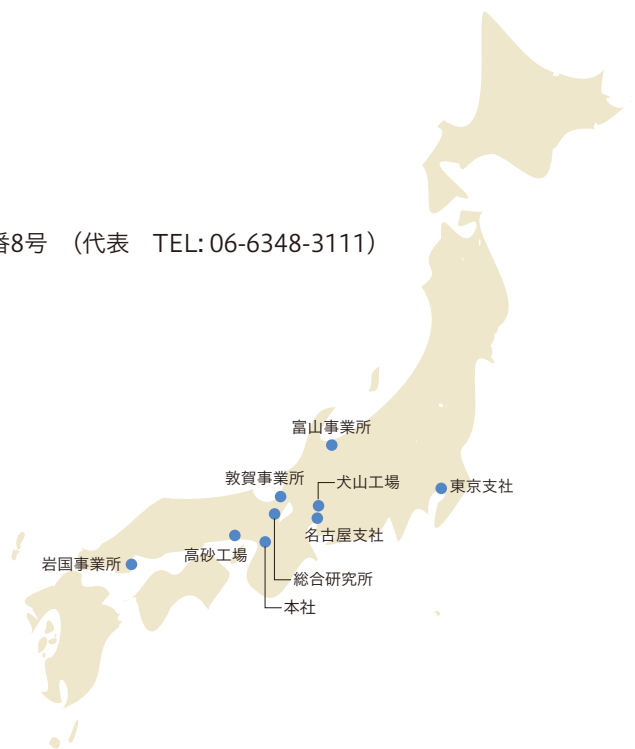 番8号 （代表　TEL: 06-6348-3111）
富山事業所
敦賀事業所
犬山工場
東京支社
名古屋支社
高砂工場
岩国事業所
総合研究所
本社